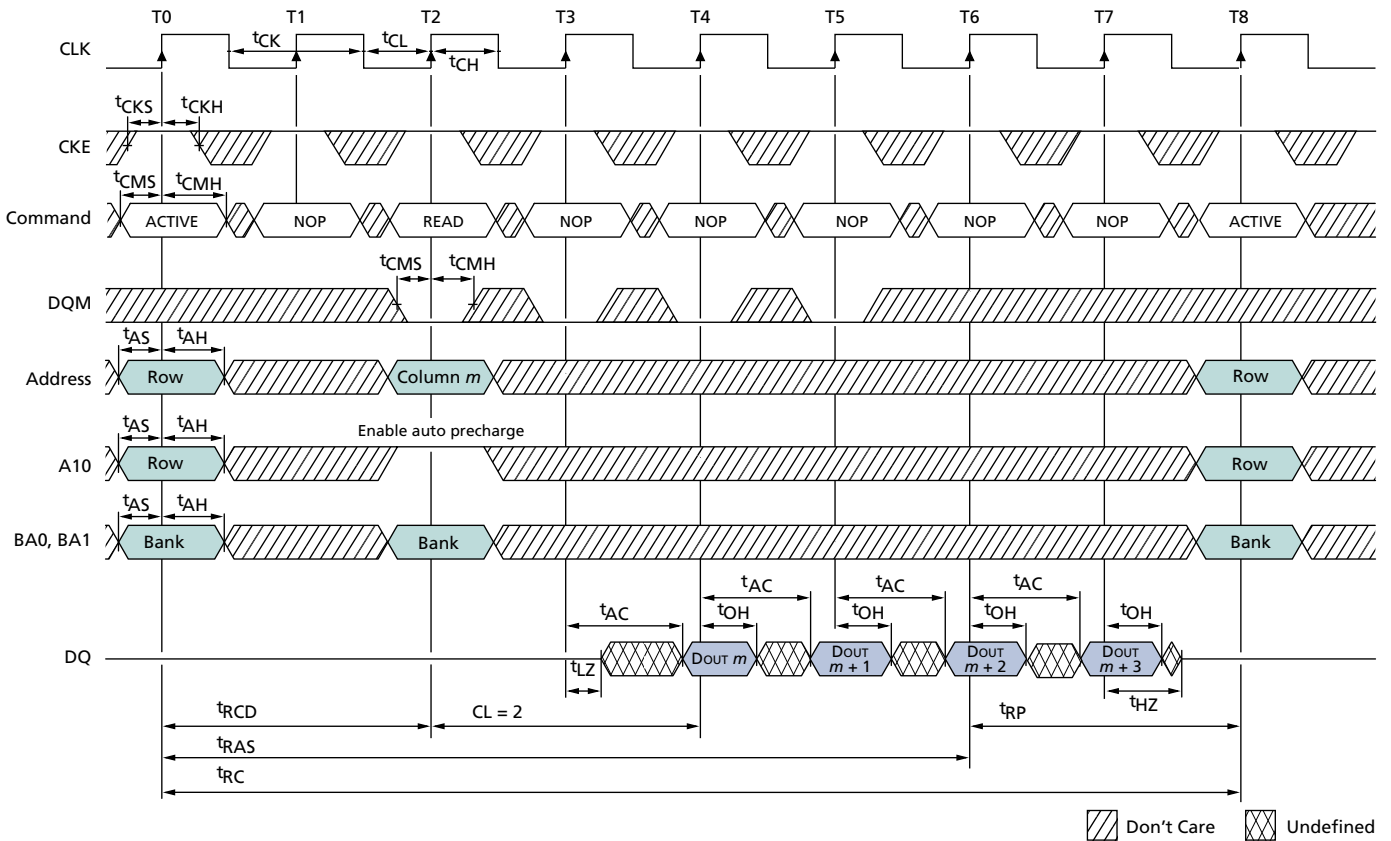 T0 T1 T2 T3 T4 T5 T6 T7 T8
CLK
tCK tCL
tCH
tCKS tCKH
CKE
tCMS tCMH
Command ACTIVE NOP READ NOP NOP NOP NOP NOP ACTIVE
tCMS tCMH
DQM
tAS tAH
Address Row Column m Row
Enable auto precharge
tAS tAH
A10 Row Row
tAS tAH
BA0, BA1 Bank Bank Bank
tAC tAC tAC
tAC tOH tOH tOH tOH
DQ DOUT m DOUT m + 1 DOUT m + 2 DOUT m + 3
tLZ tHZ
tRCD CL = 2 tRP
tRAS
tRC
Don't Care Undefined